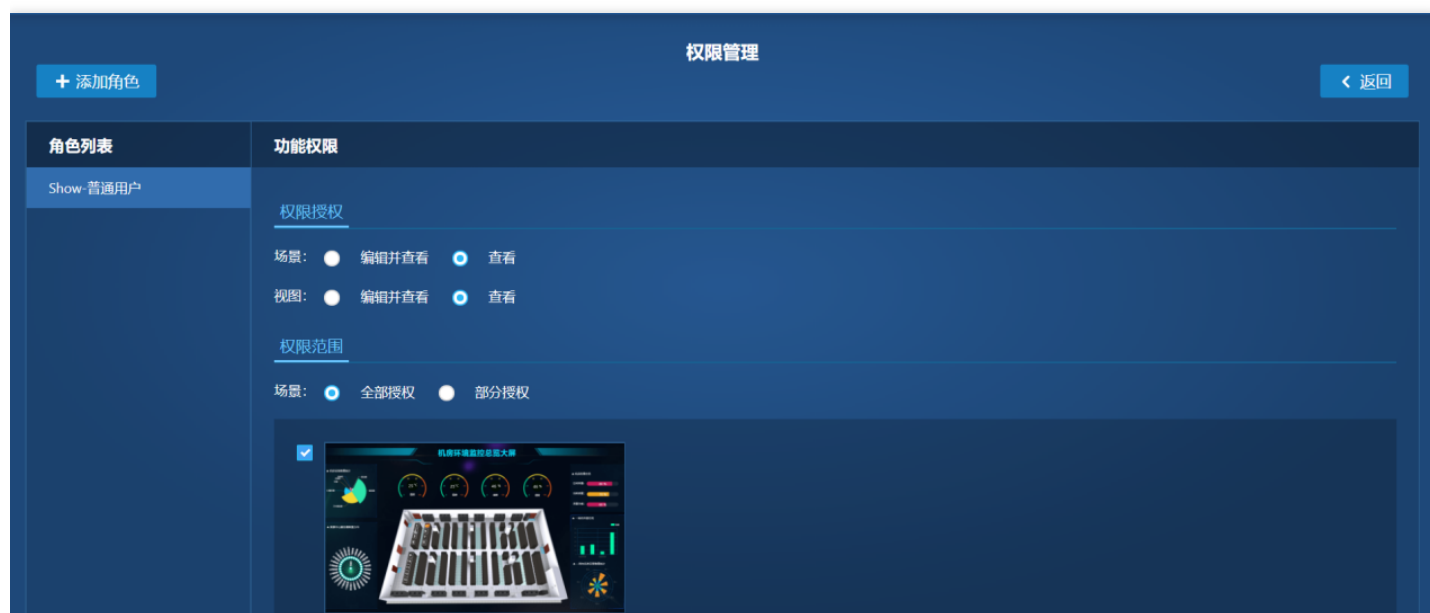 权限管理
添加角色
返回
角色列表
功能权限
Show-普通用户
权限授权
场景: 编辑并查看 查看
视图: 编辑并查看 查看
权限范围
场景: 全部授权 部分授权
机房环境监控总览大屏